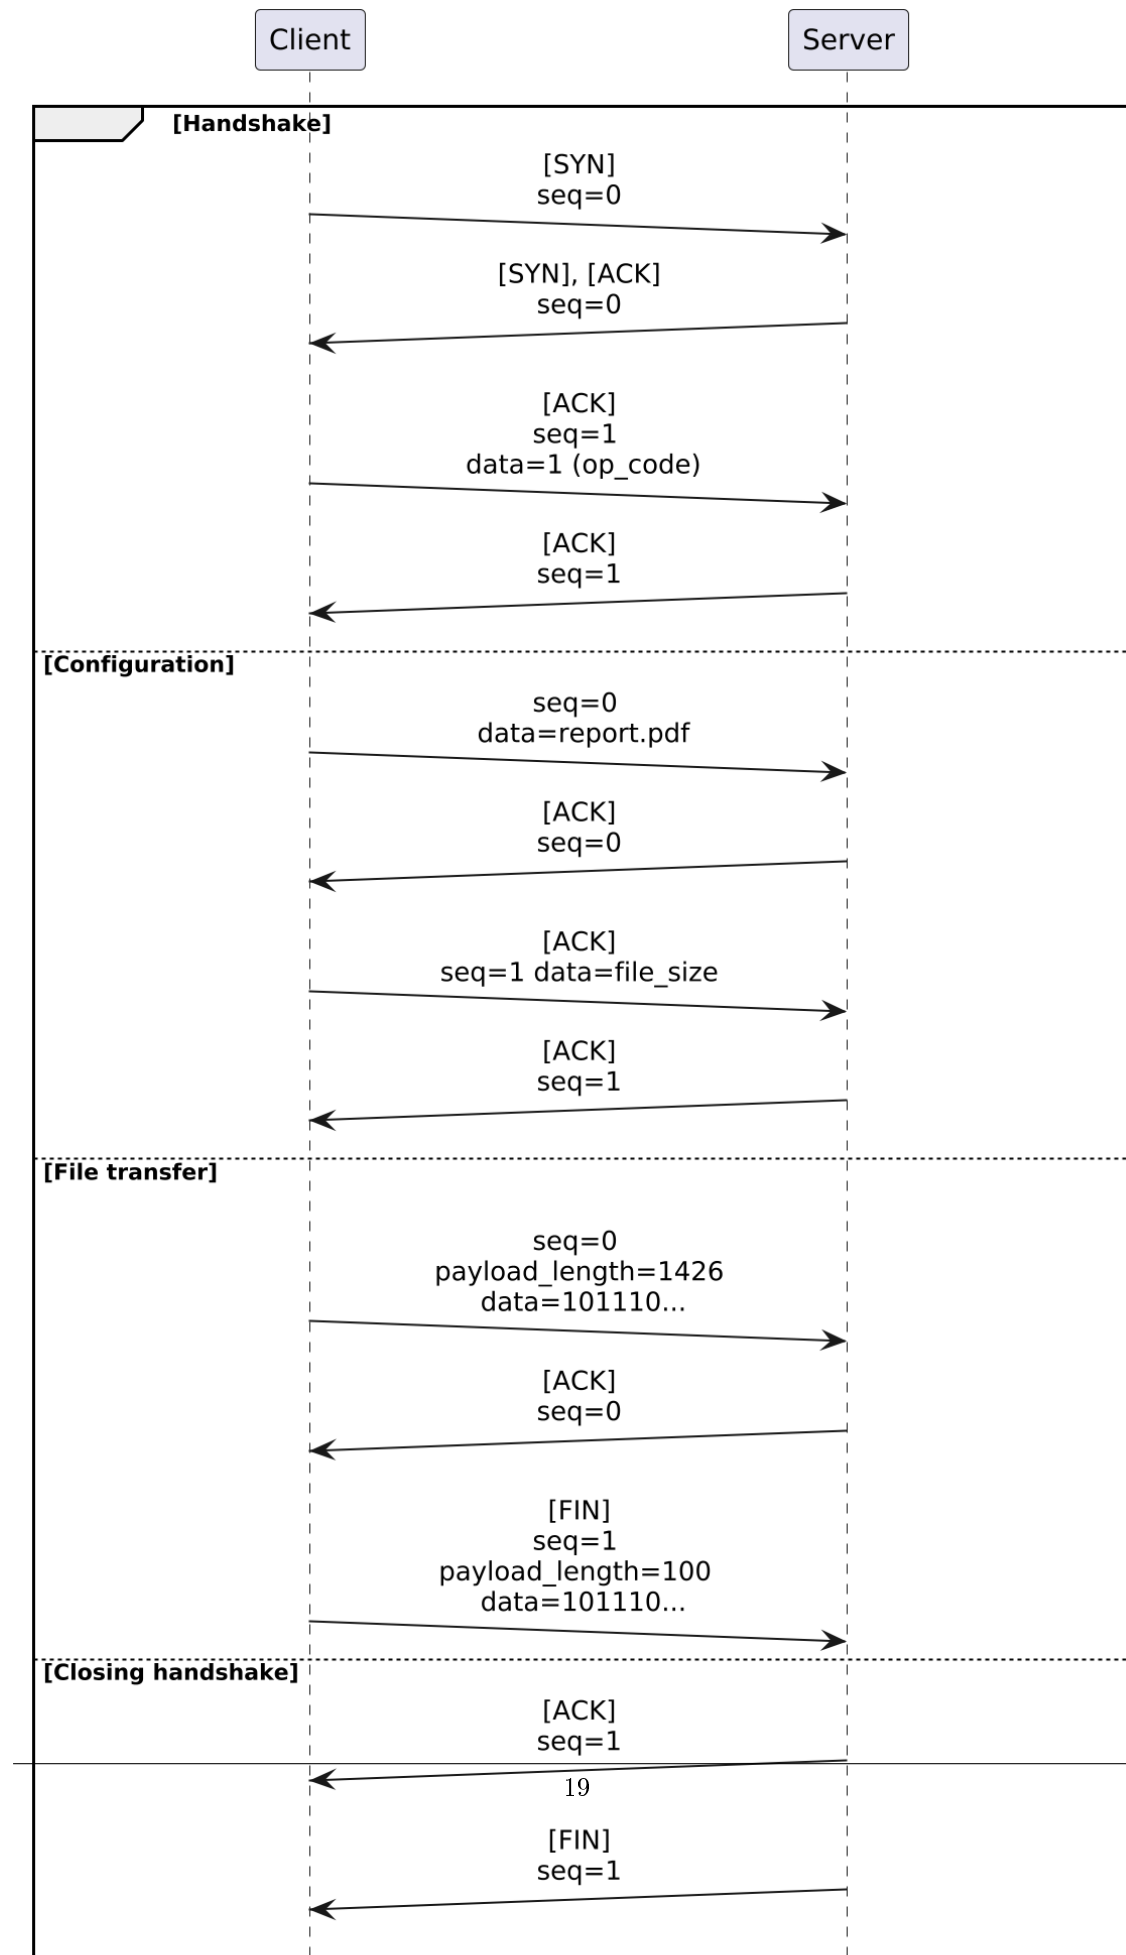 Client
Server
[Handshake]
[SYN]
seq=0
[SYN], [ACK]
seq=0
[ACK]
seq=1
data=1 (op_code)
[ACK]
seq=1
[Configuration]
seq=0
data=report.pdf
[ACK]
seq=0
[ACK]
seq=1 data=file_size
[ACK]
seq=1
[File transfer]
seq=0
payload_length=1426
data=101110...
[ACK]
seq=0
[FIN]
seq=1
payload_length=100
data=101110...
[Closing handshake]
[ACK]
seq=1
19
[FIN]
seq=1